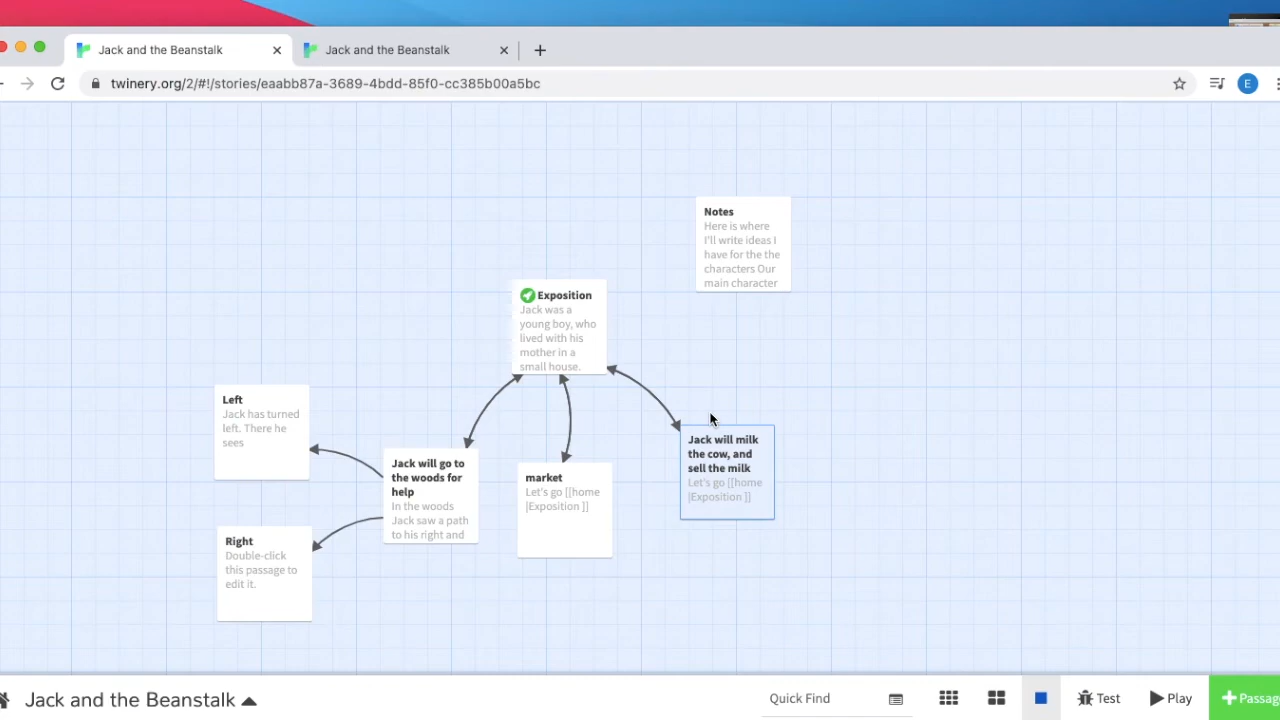 Jack and the Beanstalk
Jack and the Beanstalk
twinery.org/2/#!/stories/eaabb87a-3689-4bdd-85f0-cc385b00a5bc
E
Notes
Here is where
I'll write ideas I
have for the the
characters Our
main character
Exposition
Jack was a
young boy, who
lived with his
mother in a
small house.
Left
Jack has turned
left. There he
sees
Jack will go to
the woods for
help
In the woods
Jack saw a path
to his right and
market
Let's go [[home
|Exposition ]]
Jack will milk
the cow, and
sell the milk
Let's go [[home
|Exposition ]]
Right
Double-click
this passage to
edit it.
Jack and the Beanstalk
Quick Find
Test
Play
+Passag